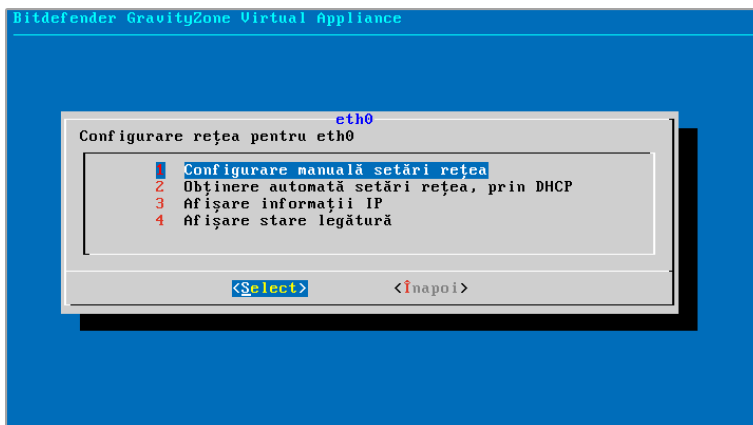 Bitdefender GravityZone Virtual Appliance
eth0
Configurare rețea pentru eth0
1 Configurare manuală setări rețea
2 Obținere automată setări rețea, prin DHCP
3 Afișare informații IP
4 Afișare stare legătură
<Select> <Înapoi>